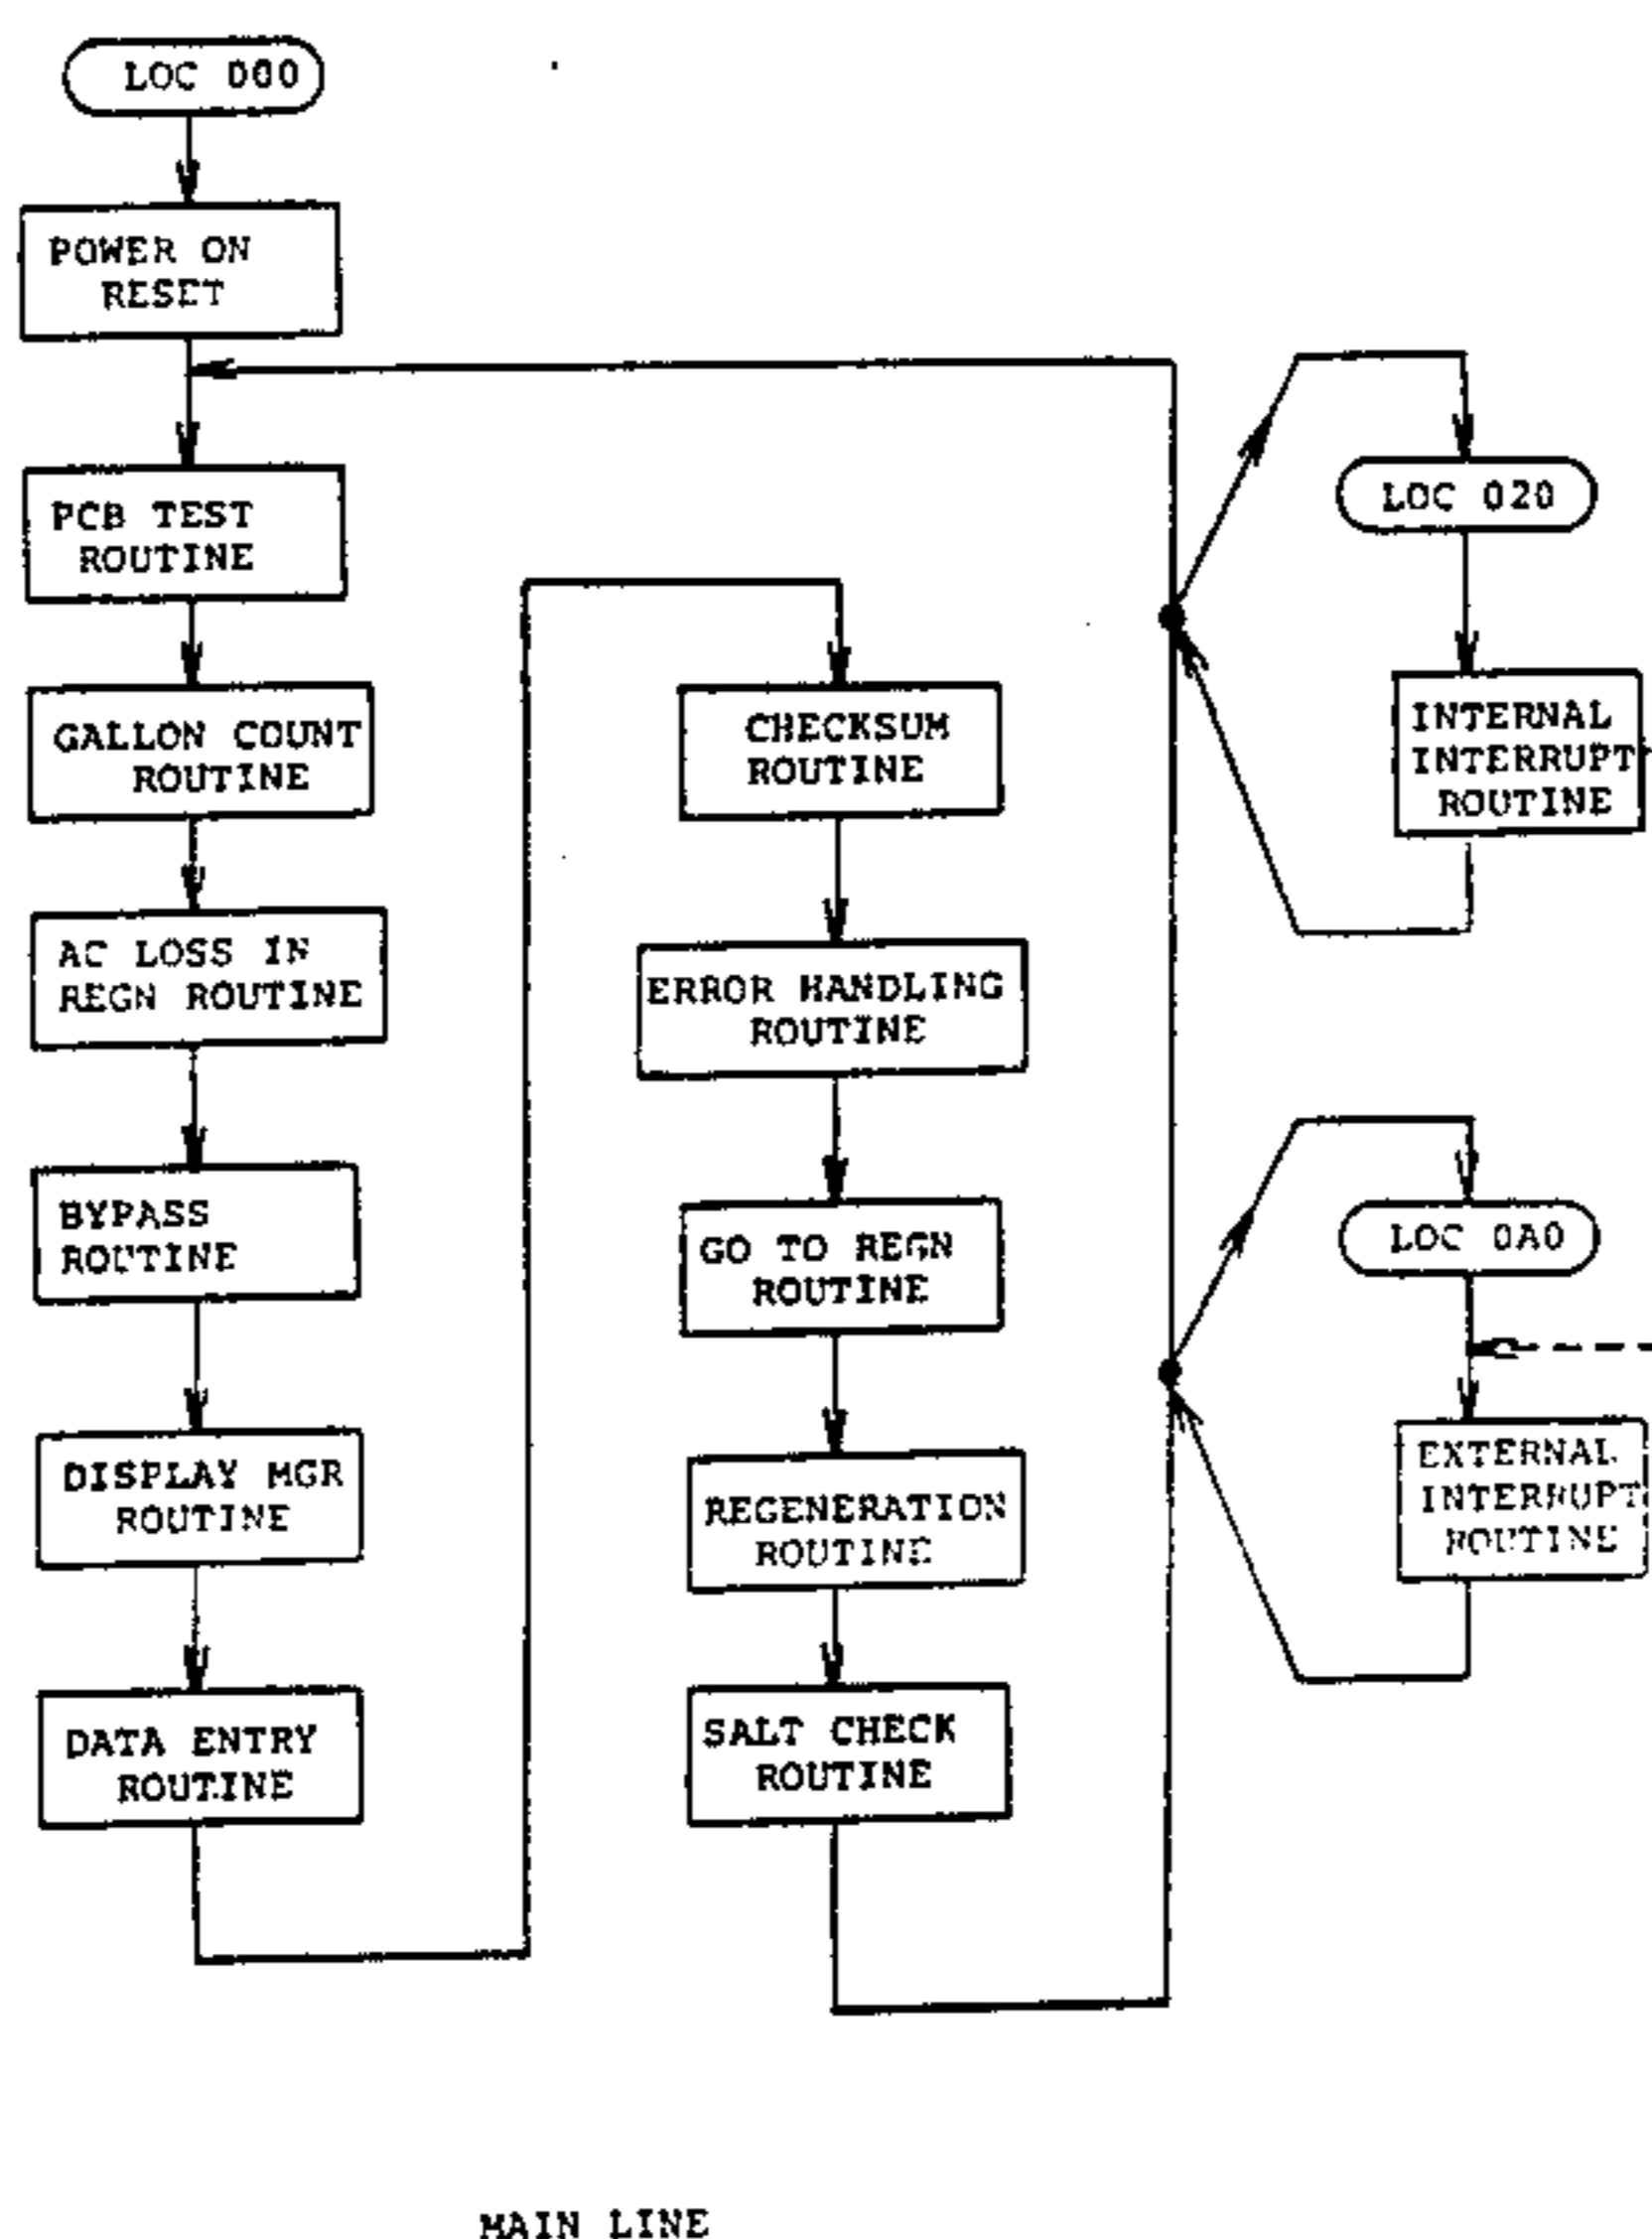 LOC 000
POWER ON
RESET
PCB TEST
ROUTINE
GALLON COUNT
ROUTINE
AC LOSS IN
REGN ROUTINE
BYPASS
ROUTINE
DISPLAY MGR
ROUTINE
DATA ENTRY
ROUTINE
CHECKSUM
ROUTINE
ERROR HANDLING
ROUTINE
GO TO REGN
ROUTINE
REGENERATION
ROUTINE
SALT CHECK
ROUTINE
LOC 020
INTERNAL
INTERRUPT
ROUTINE
LOC 0A0
EXTERNAL
INTERRUPT
ROUTINE
MAIN LINE